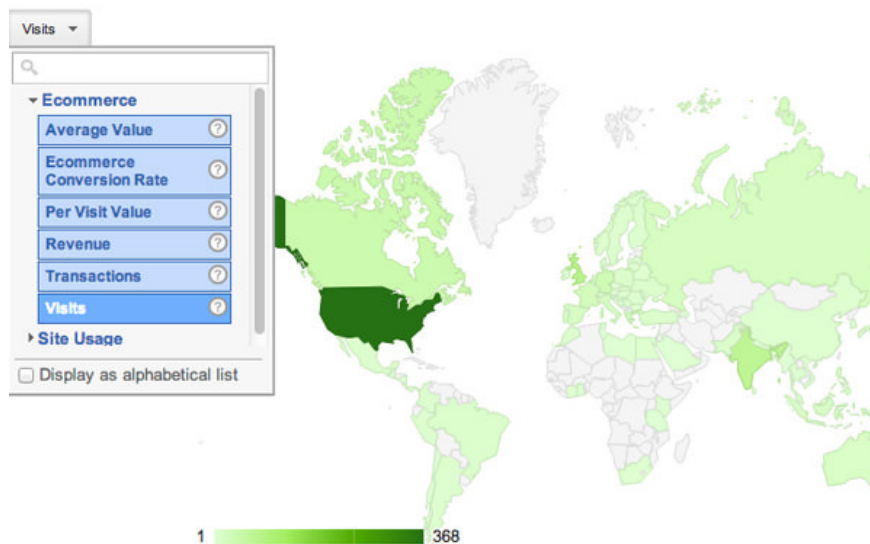 Visits
Ecommerce
Average Value
Ecommerce
Conversion Rate
Per Visit Value
Revenue
Transactions
Visits
Site Usage
Display as alphabetical list
1 368